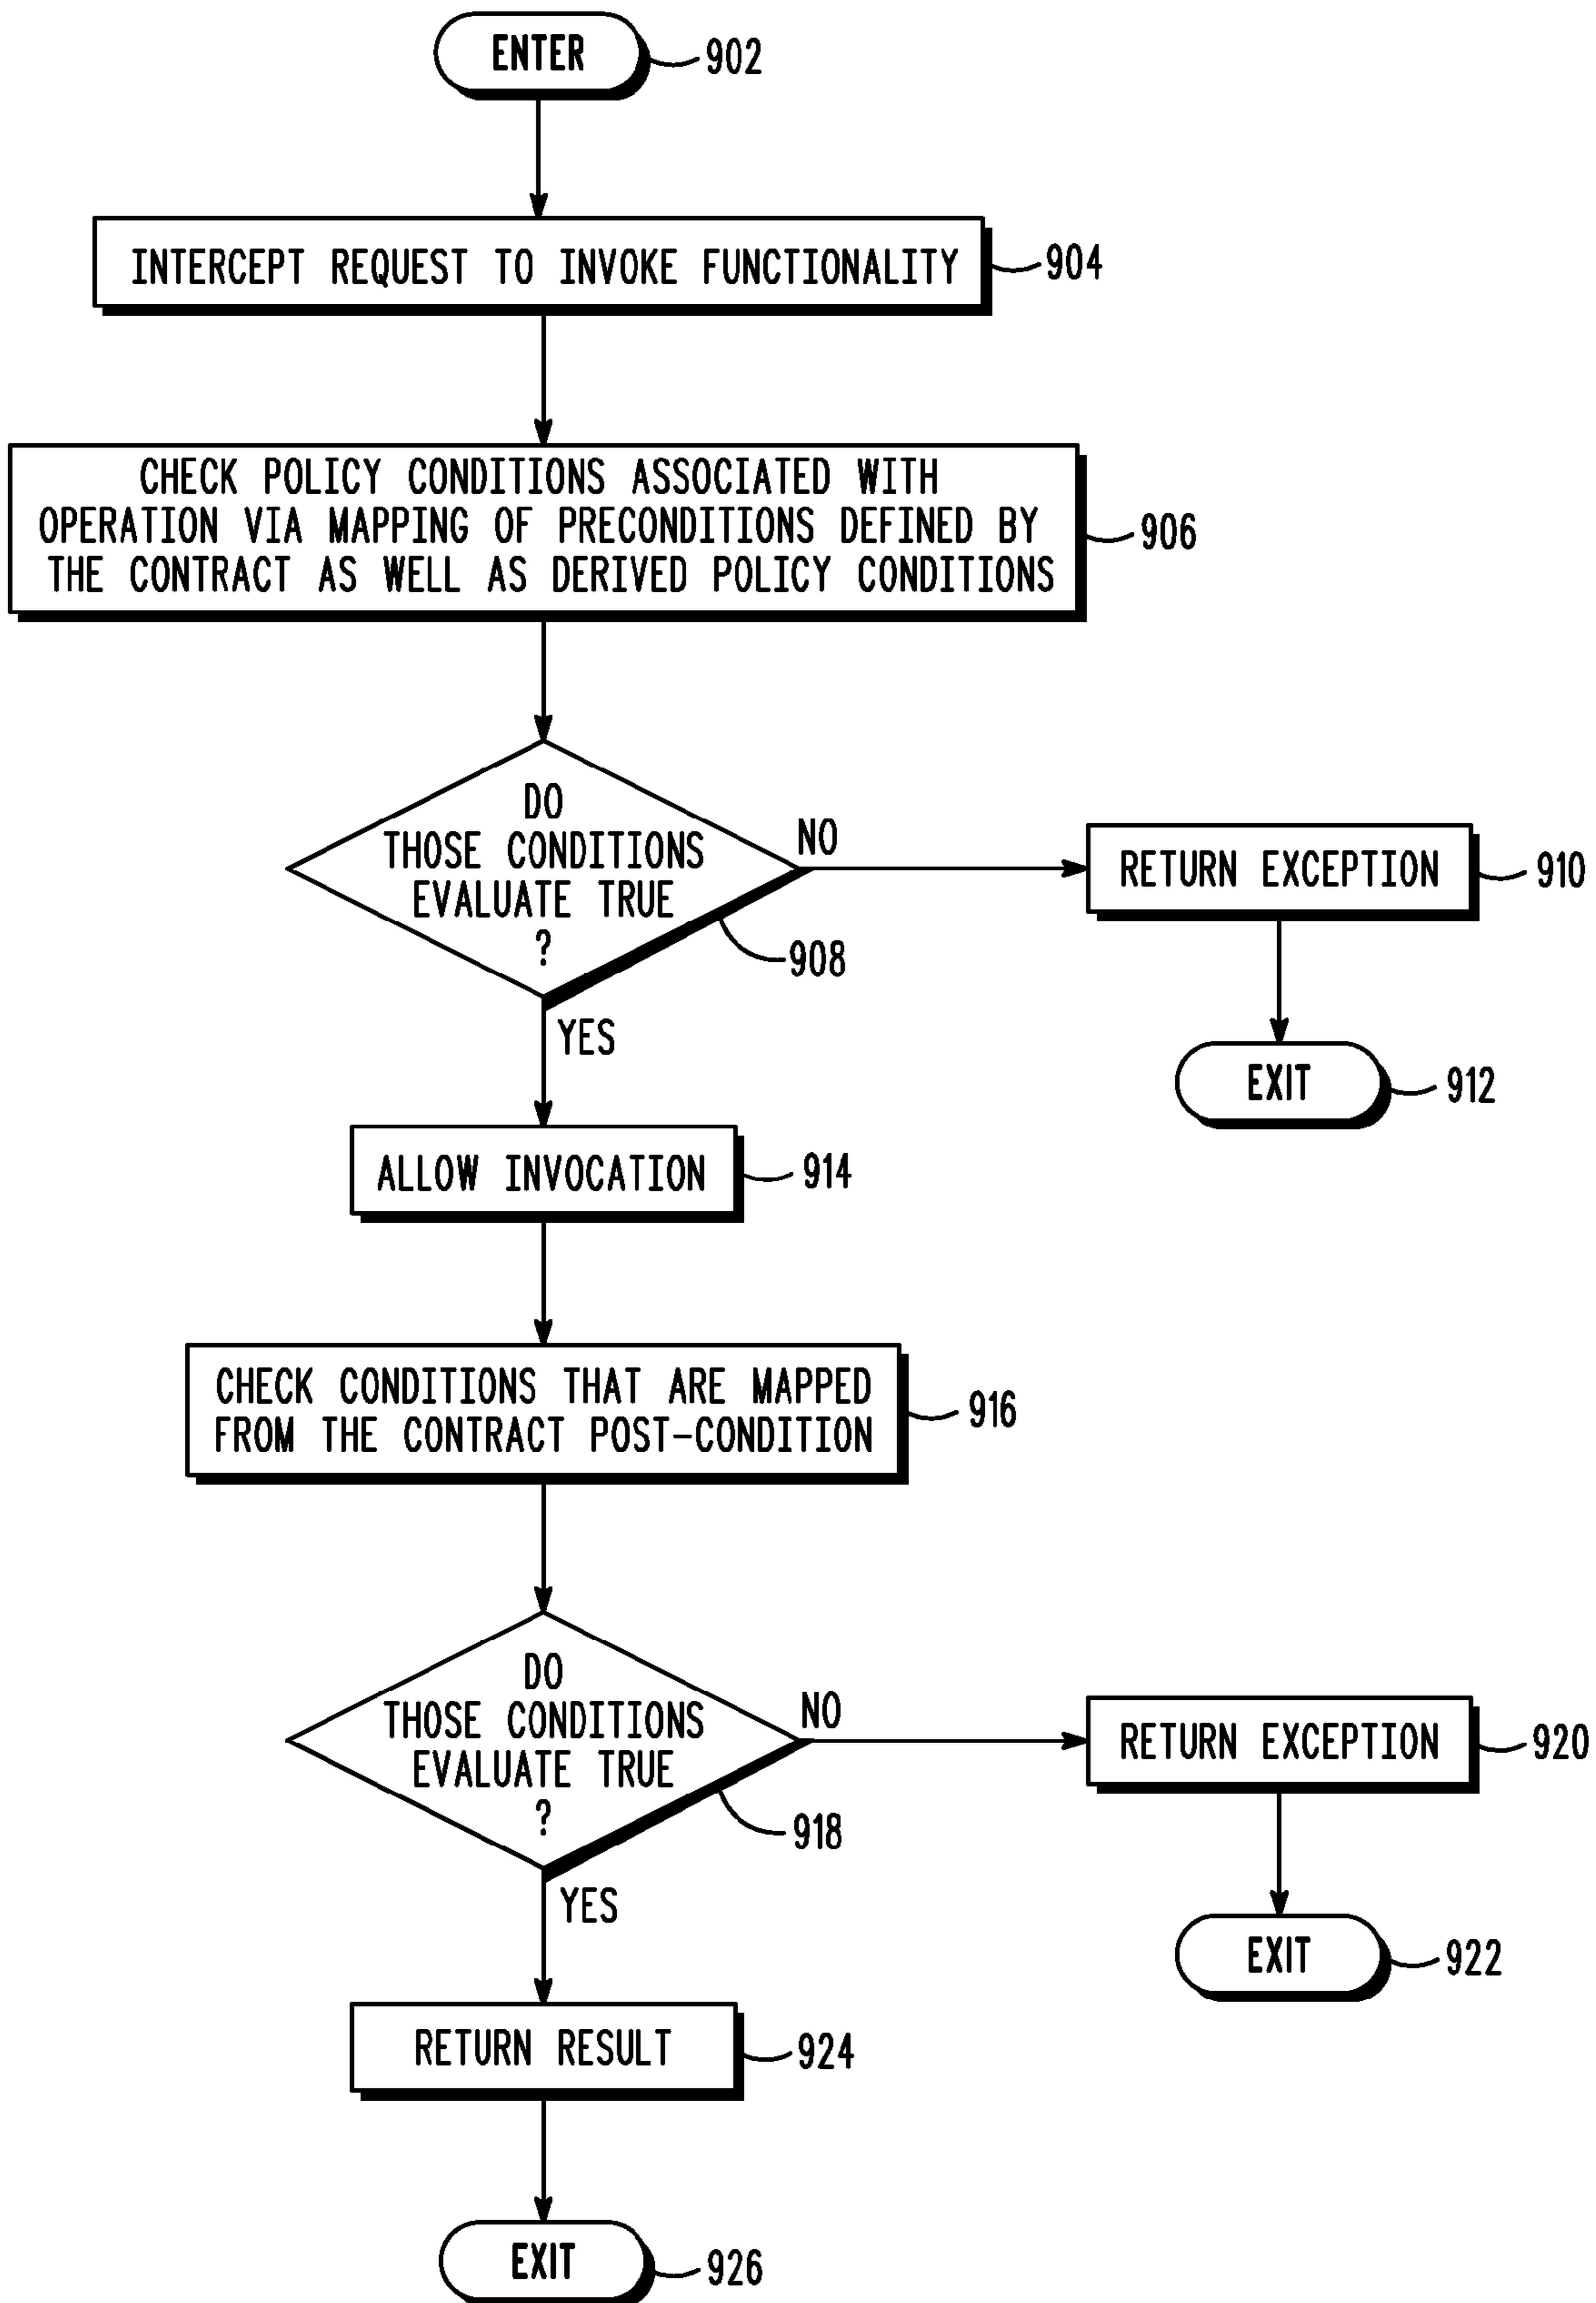 ENTER
902
INTERCEPT REQUEST TO INVOKE FUNCTIONALITY
904
CHECK POLICY CONDITIONS ASSOCIATED WITH
OPERATION VIA MAPPING OF PRECONDITIONS DEFINED BY
THE CONTRACT AS WELL AS DERIVED POLICY CONDITIONS
906
DO
THOSE CONDITIONS
EVALUATE TRUE
?
908
NO
RETURN EXCEPTION
910
EXIT
912
YES
ALLOW INVOCATION
914
CHECK CONDITIONS THAT ARE MAPPED
FROM THE CONTRACT POST-CONDITION
916
DO
THOSE CONDITIONS
EVALUATE TRUE
?
918
NO
RETURN EXCEPTION
920
EXIT
922
YES
RETURN RESULT
924
EXIT
926